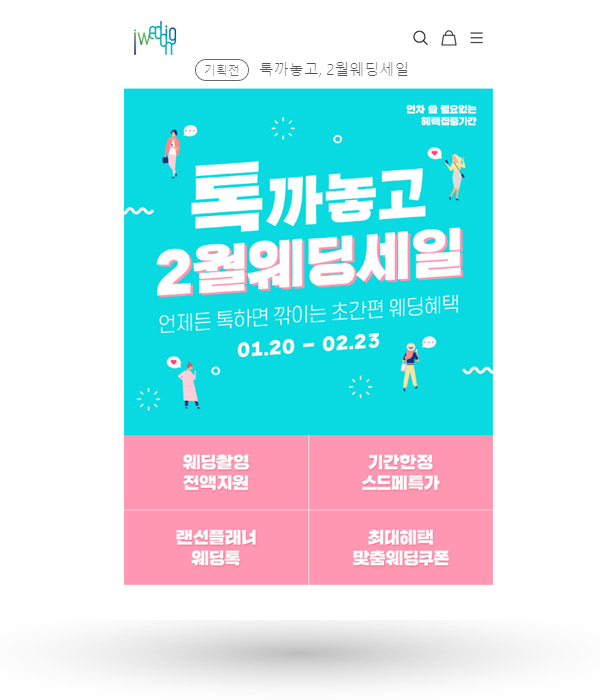 iwedding
기획전 톡까놓고, 2월웨딩세일
연차 쓸 필요없는
혜택집중기간
톡까놓고
2월웨딩세일
언제든 톡하면 깎이는 초간편 웨딩혜택
01.20 – 02.23
웨딩촬영
전액지원
기간한정
스드메특가
랜선플래너
웨딩톡
최대혜택
맞춤웨딩쿠폰